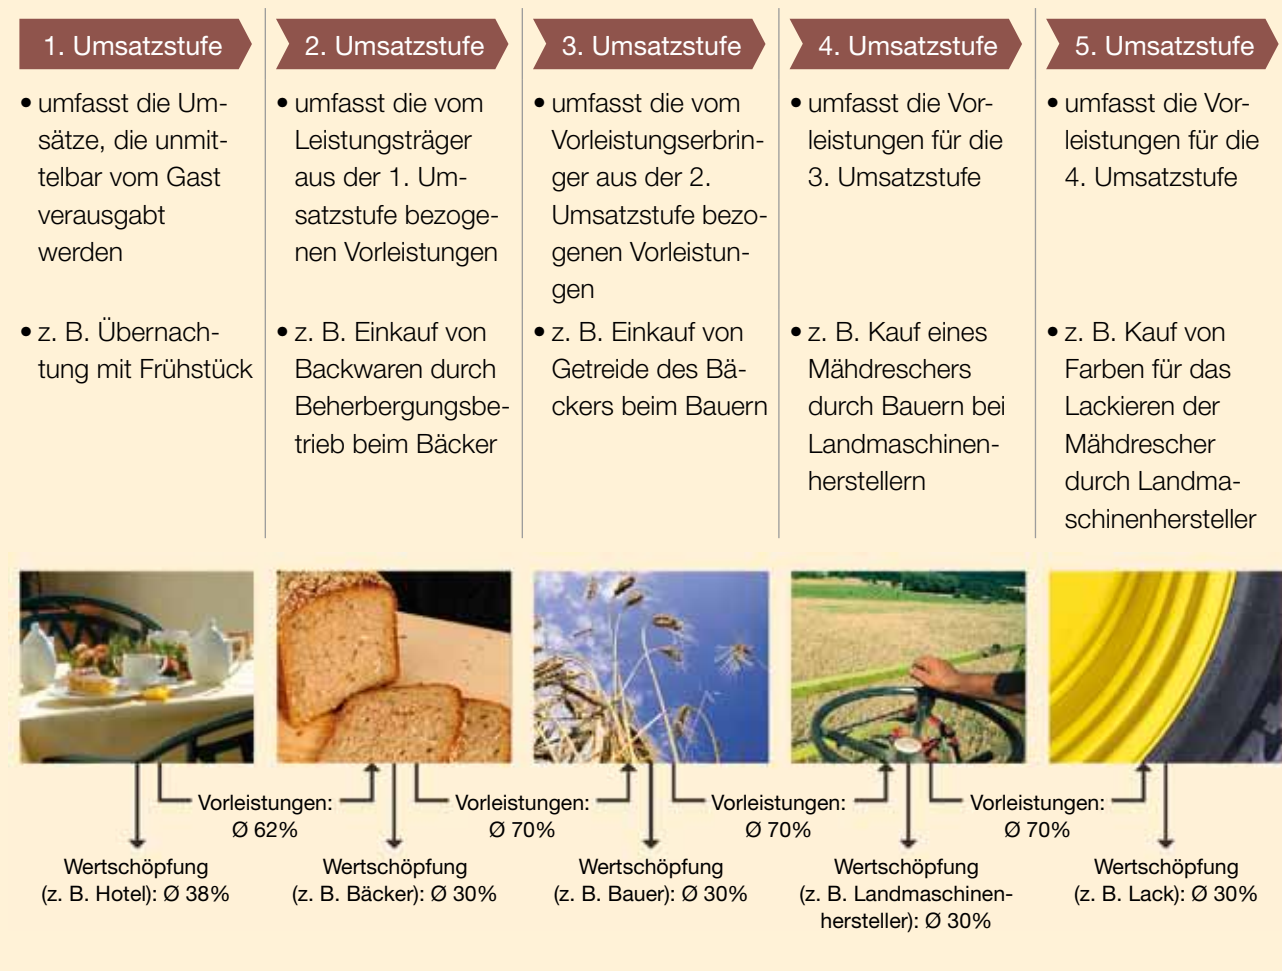 1. Umsatzstufe
• umfasst die Um-
sätze, die unmit-
telbar vom Gast
verausgabt
werden
• z. B. Übernach-
tung mit Frühstück
2. Umsatzstufe
• umfasst die vom
Leistungsträger
aus der 1. Um-
satzstufe bezoge-
nen Vorleistungen
• z. B. Einkauf von
Backwaren durch
Beherbergungsbe-
trieb beim Bäcker
3. Umsatzstufe
• umfasst die vom
Vorleistungserbrin-
ger aus der 2.
Umsatzstufe bezo-
genen Vorleistun-
gen
• z. B. Einkauf von
Getreide des Bä-
ckers beim Bauern
4. Umsatzstufe
• umfasst die Vor-
leistungen für die
3. Umsatzstufe
• z. B. Kauf eines
Mähdreschers
durch Bauern bei
Landmaschinen-
herstellern
5. Umsatzstufe
• umfasst die Vor-
leistungen für die
4. Umsatzstufe
• z. B. Kauf von
Farben für das
Lackieren der
Mähdrescher
durch Landma-
schinenhersteller
Vorleistungen:
Ø 62%
Vorleistungen:
Ø 70%
Vorleistungen:
Ø 70%
Vorleistungen:
Ø 70%
Wertschöpfung
(z. B. Hotel): Ø 38%
Wertschöpfung
(z. B. Bäcker): Ø 30%
Wertschöpfung
(z. B. Bauer): Ø 30%
Wertschöpfung
(z. B. Landmaschinen-
hersteller): Ø 30%
Wertschöpfung
(z. B. Lack): Ø 30%